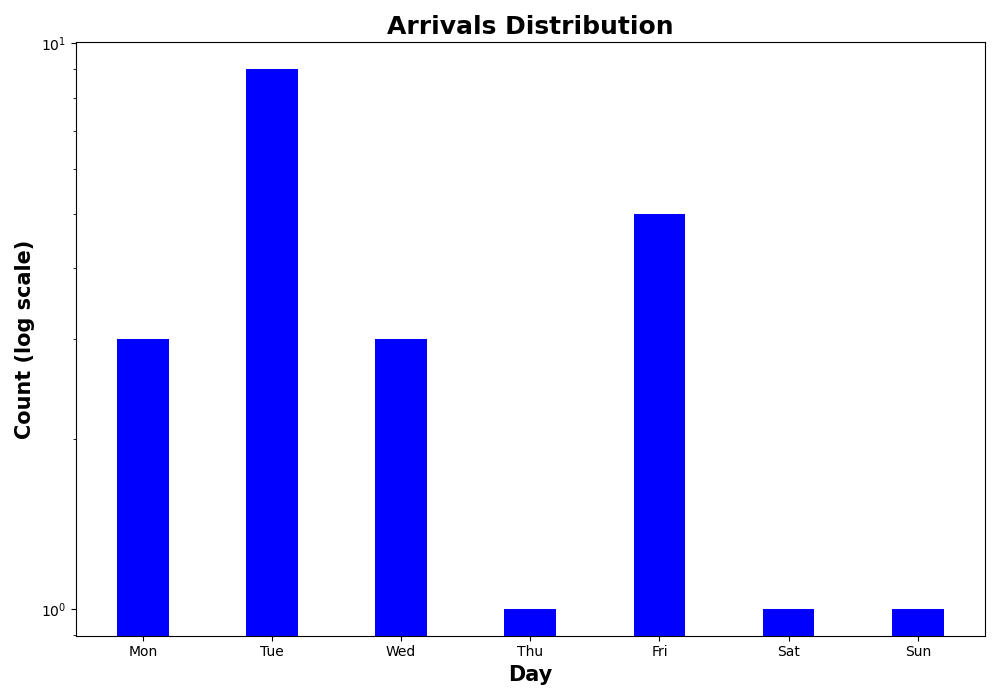 Arrivals Distribution
Count (log scale)
10¹
10⁰
Mon Tue Wed Thu Fri Sat Sun
Day